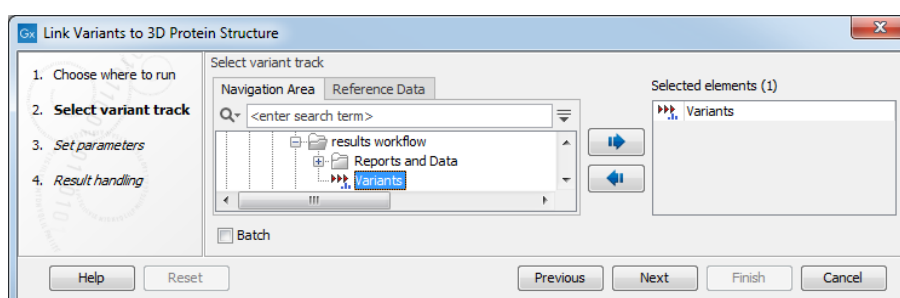 Gx Link Variants to 3D Protein Structure
1. Choose where to run
2. Select variant track
3. Set parameters
4. Result handling
Select variant track
Navigation Area
Reference Data
<enter search term>
results workflow
Reports and Data
Variants
Batch
Selected elements (1)
Variants
Help
Reset
Previous
Next
Finish
Cancel